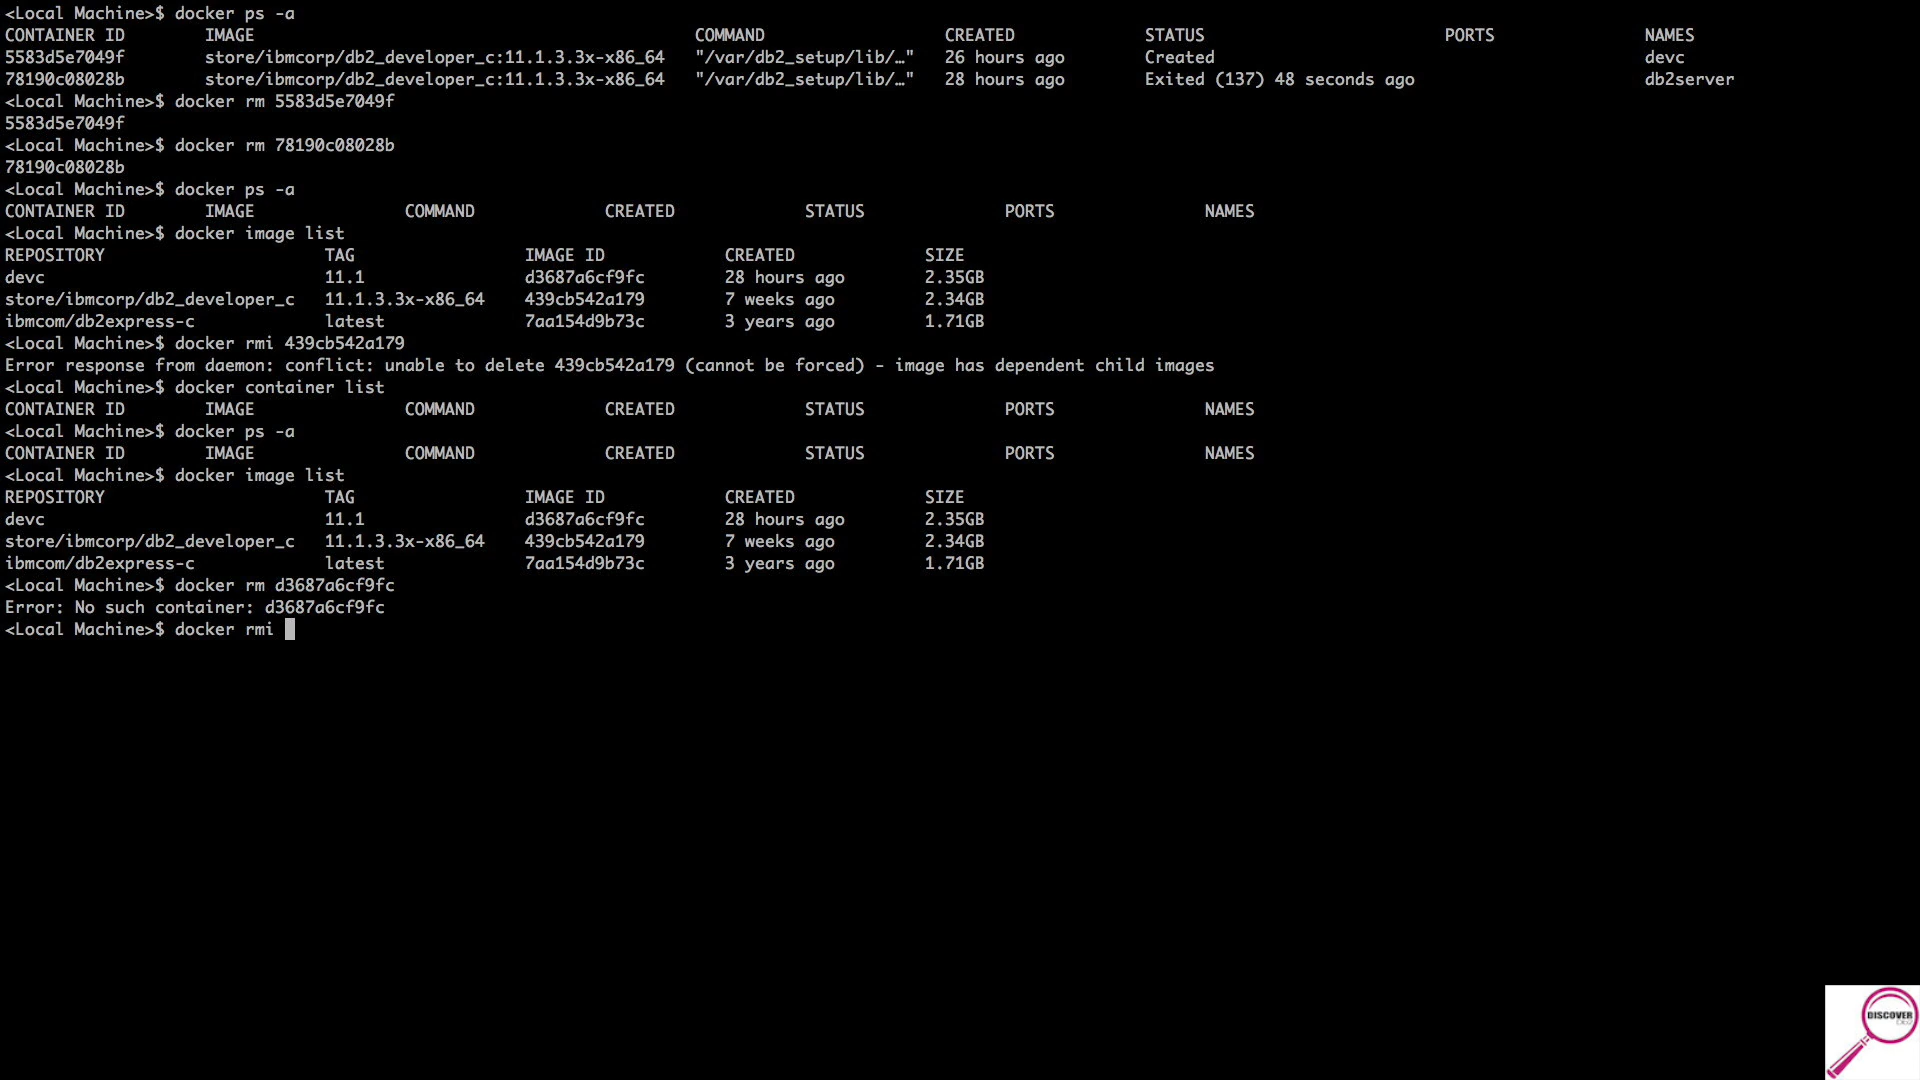 <Local Machine>$ docker ps -a
CONTAINER ID IMAGE COMMAND CREATED STATUS PORTS NAMES
5583d5e7049f store/ibmcorp/db2_developer_c:11.1.3.3x-x86_64 "/var/db2_setup/lib/…" 26 hours ago Created devc
78190c08028b store/ibmcorp/db2_developer_c:11.1.3.3x-x86_64 "/var/db2_setup/lib/…" 28 hours ago Exited (137) 48 seconds ago db2server
<Local Machine>$ docker rm 5583d5e7049f
5583d5e7049f
<Local Machine>$ docker rm 78190c08028b
78190c08028b
<Local Machine>$ docker ps -a
CONTAINER ID IMAGE COMMAND CREATED STATUS PORTS NAMES
<Local Machine>$ docker image list
REPOSITORY TAG IMAGE ID CREATED SIZE
devc 11.1 d3687a6cf9fc 28 hours ago 2.35GB
store/ibmcorp/db2_developer_c 11.1.3.3x-x86_64 439cb542a179 7 weeks ago 2.34GB
ibmcom/db2express-c latest 7aa154d9b73c 3 years ago 1.71GB
<Local Machine>$ docker rmi 439cb542a179
Error response from daemon: conflict: unable to delete 439cb542a179 (cannot be forced) - image has dependent child images
<Local Machine>$ docker container list
CONTAINER ID IMAGE COMMAND CREATED STATUS PORTS NAMES
<Local Machine>$ docker ps -a
CONTAINER ID IMAGE COMMAND CREATED STATUS PORTS NAMES
<Local Machine>$ docker image list
REPOSITORY TAG IMAGE ID CREATED SIZE
devc 11.1 d3687a6cf9fc 28 hours ago 2.35GB
store/ibmcorp/db2_developer_c 11.1.3.3x-x86_64 439cb542a179 7 weeks ago 2.34GB
ibmcom/db2express-c latest 7aa154d9b73c 3 years ago 1.71GB
<Local Machine>$ docker rm d3687a6cf9fc
Error: No such container: d3687a6cf9fc
<Local Machine>$ docker rmi
DISCOVER